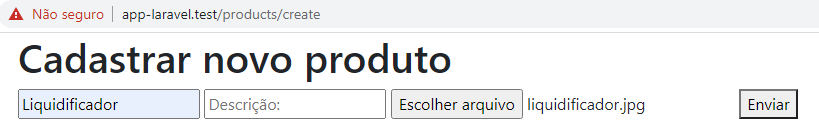 Não seguro app-laravel.test/products/create
Cadastrar novo produto
Liquidificador Descrição: Escolher arquivo liquidificador.jpg Enviar